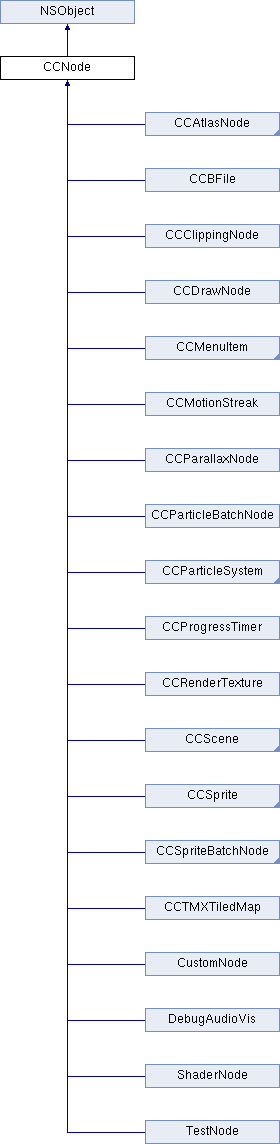 NSObject
CCNode
CCAtlasNode
CCBFile
CCClippingNode
CCDrawNode
CCMenuItem
CCMotionStreak
CCParallaxNode
CCParticleBatchNode
CCParticleSystem
CCProgressTimer
CCRenderTexture
CCScene
CCSprite
CCSpriteBatchNode
CCTMXTiledMap
CustomNode
DebugAudioVis
ShaderNode
TestNode